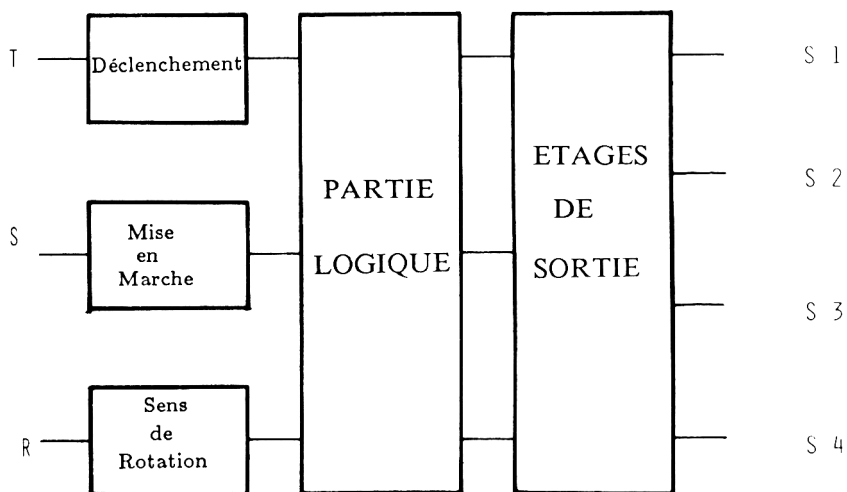 T
Déclenchement
S 1
S
Mise
en
Marche
PARTIE
LOGIQUE
ETAGES
DE
SORTIE
S 2
S 3
R
Sens
de
Rotation
S 4